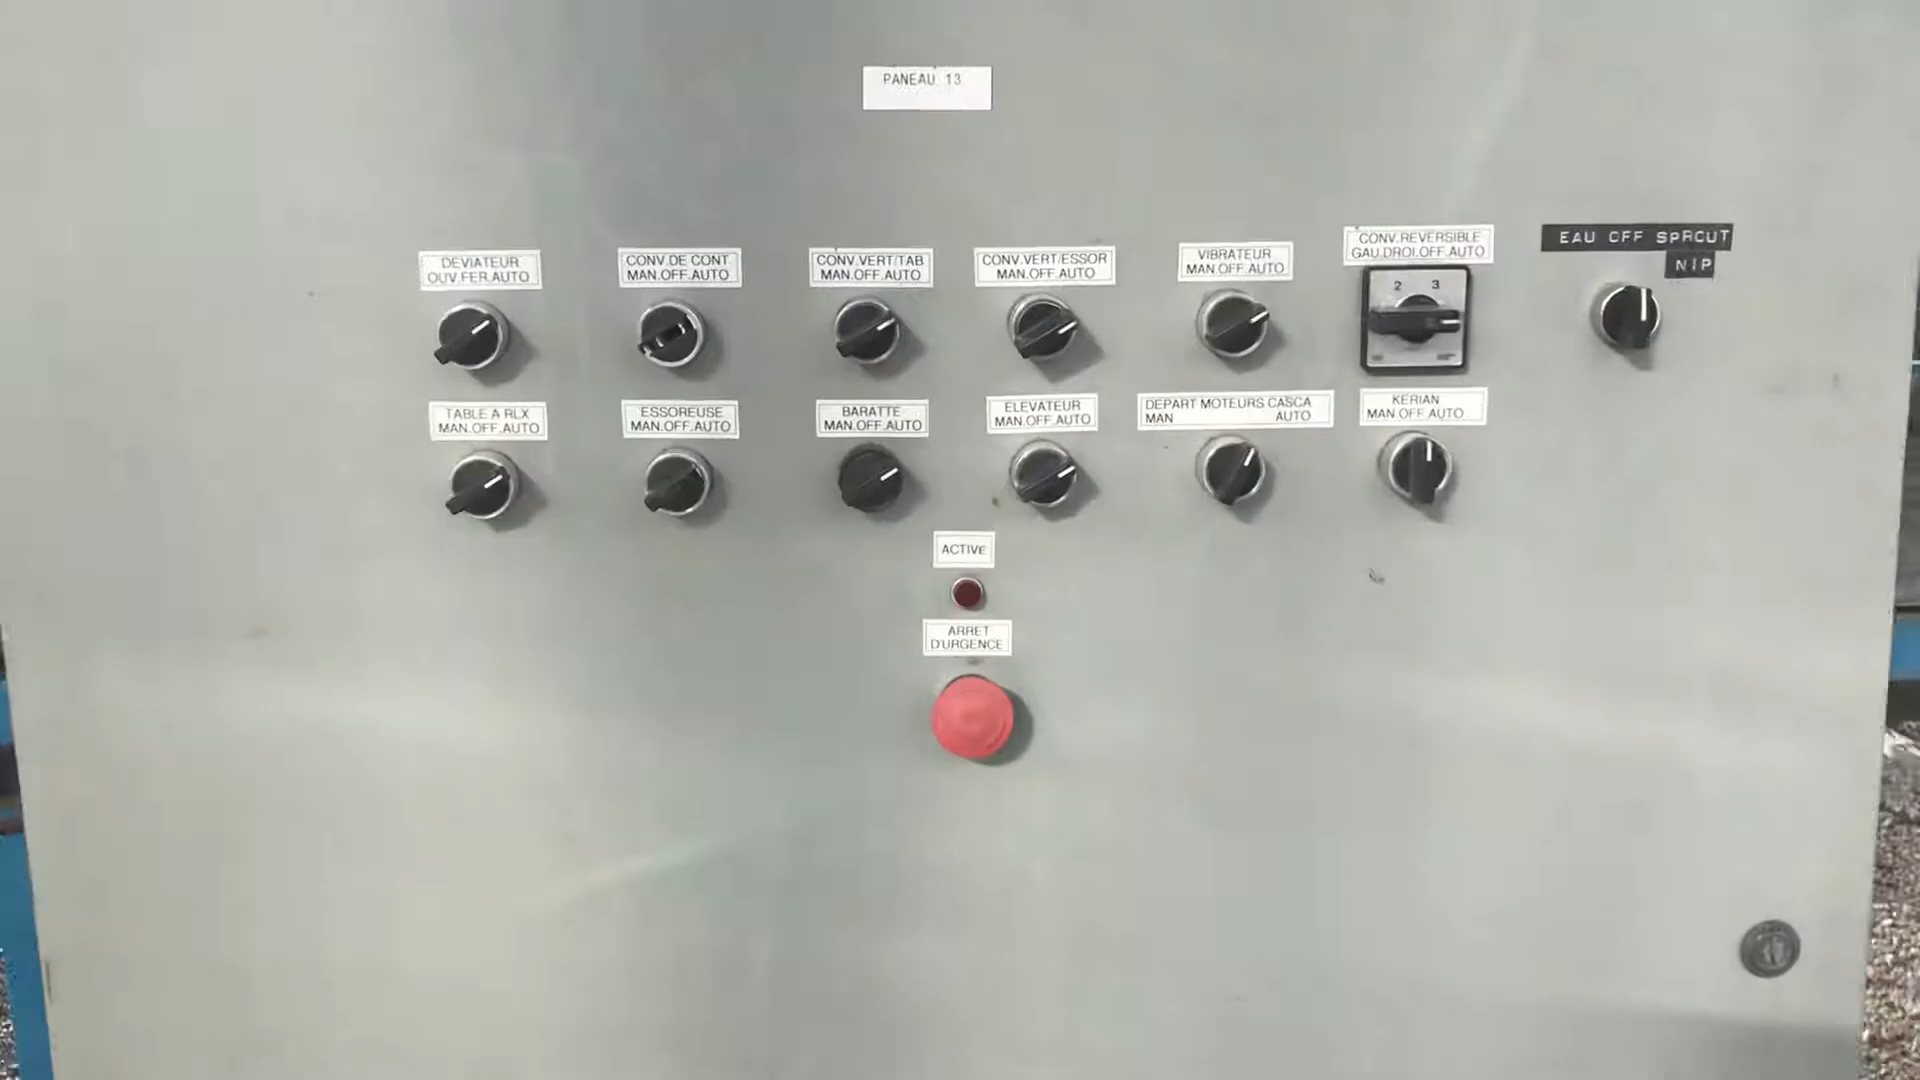 PANEAU 13
DEVIATEUR
OUV.FER.AUTO
CONV.DE CONT
MAN.OFF.AUTO
CONV.VERT/TAB
MAN.OFF.AUTO
CONV.VERT/ESSOR
MAN.OFF.AUTO
VIBRATEUR
MAN.OFF.AUTO
CONV.REVERSIBLE
GAU.DROI.OFF.AUTO
2 3
EAU OFF SPROUT
NIP
TABLE A RLX
MAN.OFF.AUTO
ESSOREUSE
MAN.OFF.AUTO
BARATTE
MAN.OFF.AUTO
ELEVATEUR
MAN.OFF.AUTO
DEPART MOTEURS CASCA
MAN AUTO
KERIAN
MAN.OFF.AUTO
ACTIVE
ARRET
D'URGENCE